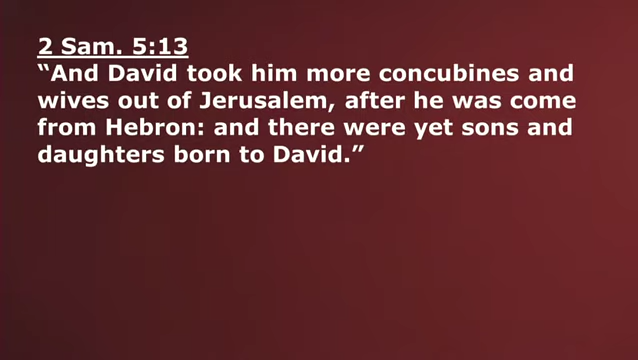 2 Sam. 5:13
“And David took him more concubines and
wives out of Jerusalem, after he was come
from Hebron: and there were yet sons and
daughters born to David.”